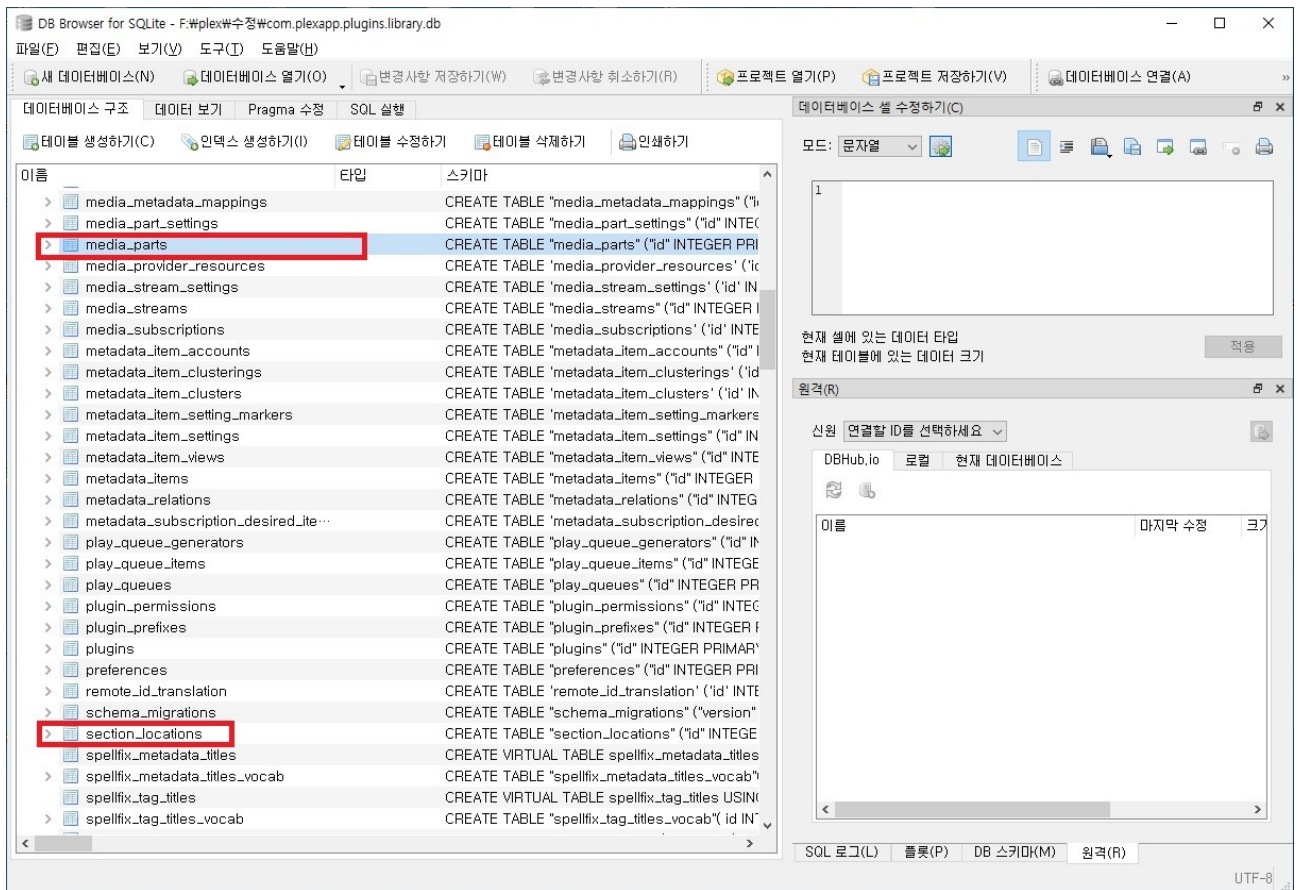 DB Browser for SQLite - F:￦plex￦수정￦com.plexapp.plugins.library.db
파일(F) 편집(E) 보기(V) 도구(T) 도움말(H)
새 데이터베이스(N) 데이터베이스 열기(O) 변경사항 저장하기(W) 변경사항 취소하기(R) 프로젝트 열기(P) 프로젝트 저장하기(V) 데이터베이스 연결(A) »
데이터베이스 구조 데이터 보기 Pragma 수정 SQL 실행
테이블 생성하기(C) 인덱스 생성하기(I) 테이블 수정하기 테이블 삭제하기 인쇄하기
이름 타입 스키마
media_metadata_mappings CREATE TABLE "media_metadata_mappings" ("i
media_part_settings CREATE TABLE "media_part_settings" ("id" INTE(
media_parts CREATE TABLE "media_parts" ("id" INTEGER PRI
media_provider_resources CREATE TABLE 'media_provider_resources' ('id
media_stream_settings CREATE TABLE 'media_stream_settings' ('id' IN
media_streams CREATE TABLE "media_streams" ("id" INTEGER
media_subscriptions CREATE TABLE 'media_subscriptions' ('id' INTE
metadata_item_accounts CREATE TABLE "metadata_item_accounts" ("id"
metadata_item_clusterings CREATE TABLE 'metadata_item_clusterings' ('id
metadata_item_clusters CREATE TABLE 'metadata_item_clusters' ('id' IN
metadata_item_setting_markers CREATE TABLE 'metadata_item_setting_markers
metadata_item_settings CREATE TABLE "metadata_item_settings" ("id" IN
metadata_item_views CREATE TABLE "metadata_item_views" ("id" INTE
metadata_items CREATE TABLE "metadata_items" ("id" INTEGER
metadata_relations CREATE TABLE "metadata_relations" ("id" INTEG
metadata_subscription_desired_ite… CREATE TABLE 'metadata_subscription_desired
play_queue_generators CREATE TABLE "play_queue_generators" ("id" IN
play_queue_items CREATE TABLE "play_queue_items" ("id" INTEGE
play_queues CREATE TABLE "play_queues" ("id" INTEGER PR
plugin_permissions CREATE TABLE "plugin_permissions" ("id" INTEG
plugin_prefixes CREATE TABLE "plugin_prefixes" ("id" INTEGER
plugins CREATE TABLE "plugins" ("id" INTEGER PRIMARY
preferences CREATE TABLE "preferences" ("id" INTEGER PRI
remote_id_translation CREATE TABLE 'remote_id_translation' ('id' INTE
schema_migrations CREATE TABLE "schema_migrations" ("version"
section_locations CREATE TABLE "section_locations" ("id" INTEGE
spellfix_metadata_titles CREATE VIRTUAL TABLE spellfix_metadata_titles
spellfix_metadata_titles_vocab CREATE TABLE "spellfix_metadata_titles_vocab"(
spellfix_tag_titles CREATE VIRTUAL TABLE spellfix_tag_titles USIN
spellfix_tag_titles_vocab CREATE TABLE "spellfix_tag_titles_vocab"( id IN
데이터베이스 셀 수정하기(C)
모드: 문자열
1
현재 셀에 있는 데이터 타입
현재 테이블에 있는 데이터 크기
적용
원격(R)
신원 연결할 ID를 선택하세요
DBHub.io 로컬 현재 데이터베이스
이름 마지막 수정 크기
SQL 로그(L) 플롯(P) DB 스키마(M) 원격(R)
UTF-8